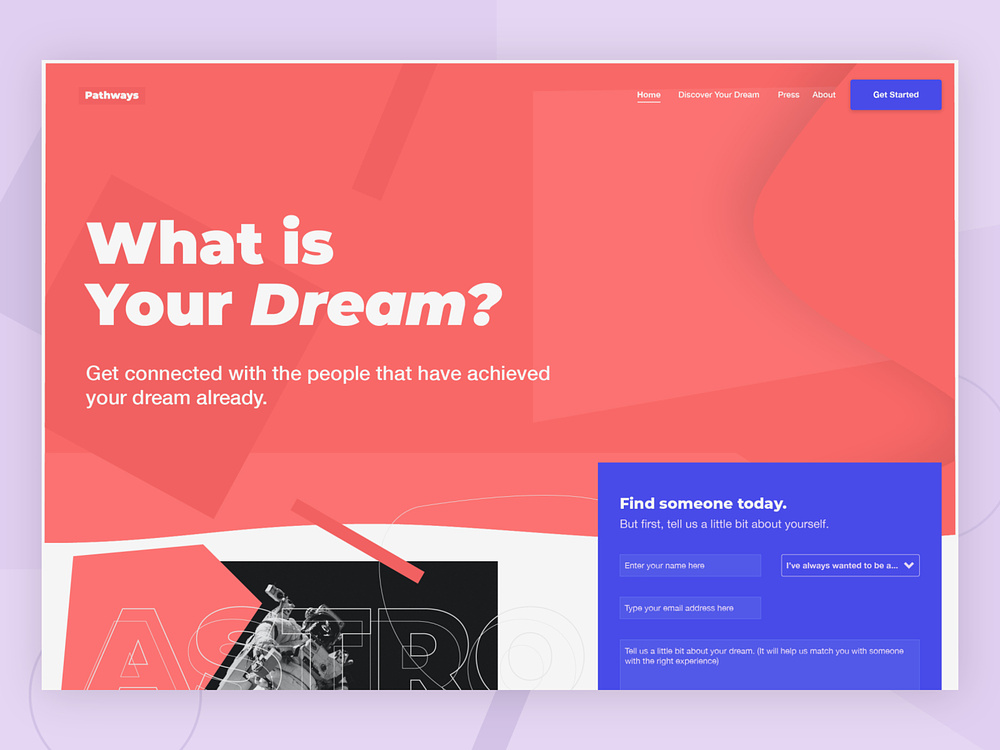 Pathways
Home Discover Your Dream Press About Get Started
What is
Your Dream?
Get connected with the people that have achieved
your dream already.
Find someone today.
But first, tell us a little bit about yourself.
Enter your name here
I've always wanted to be a...
Type your email address here
Tell us a little bit about your dream. (It will help us match you with someone
with the right experience)
ASTRO